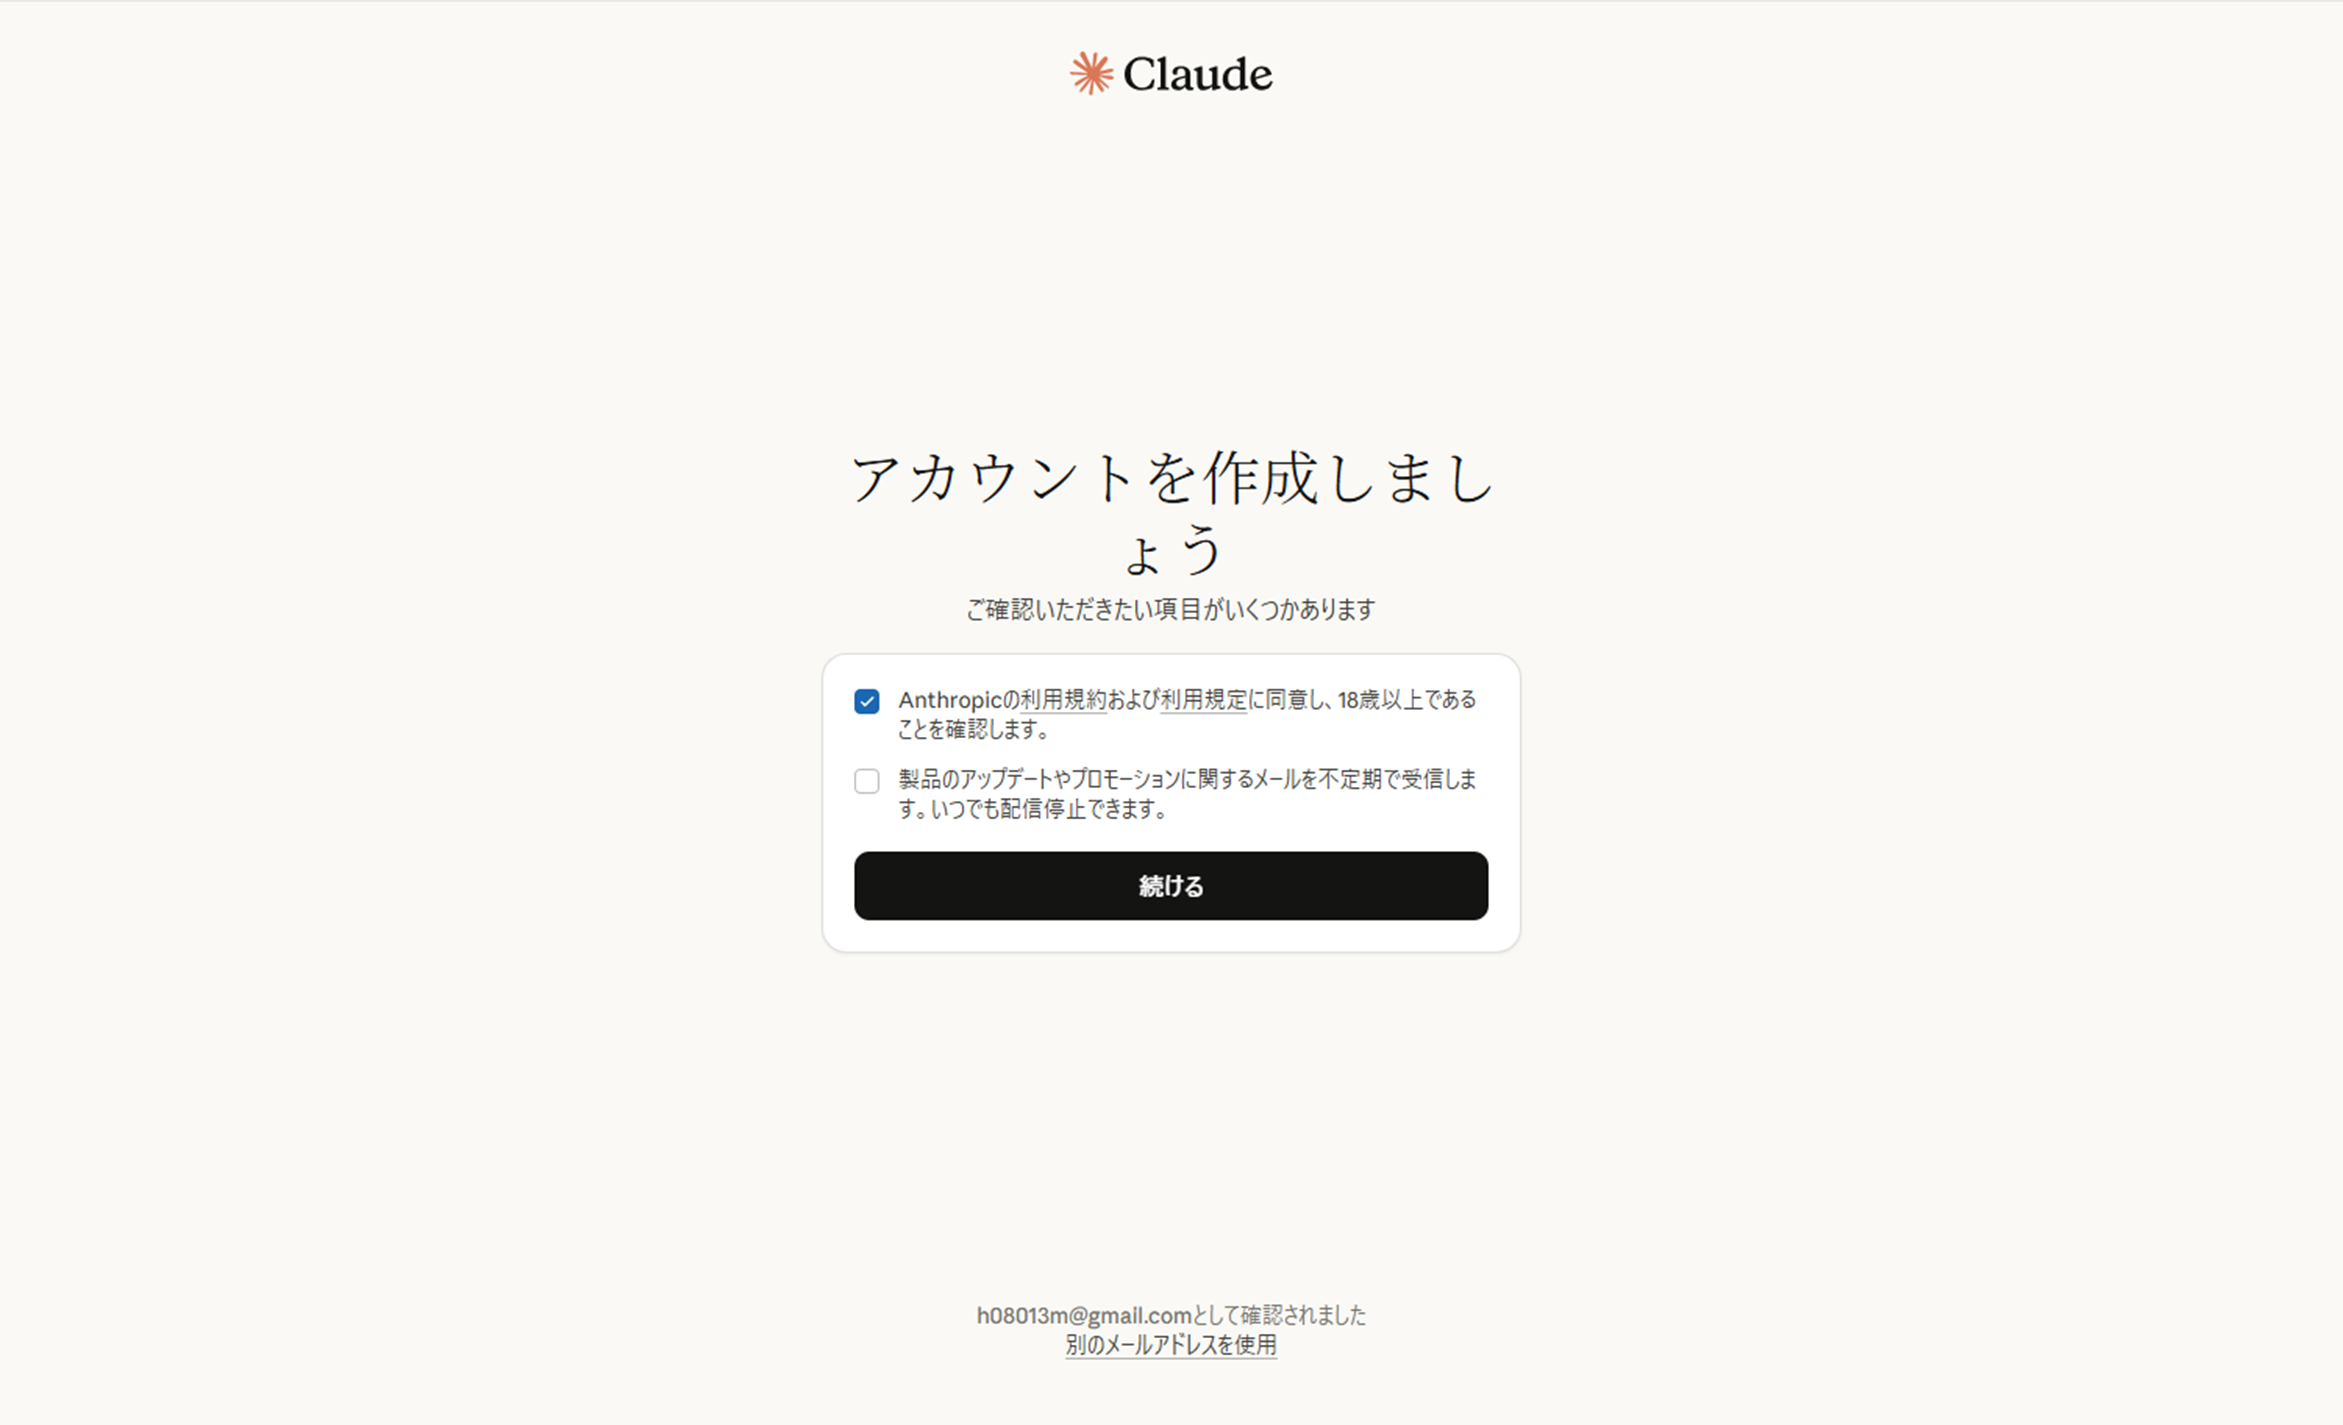 Claude
アカウントを作成しまし
ょう
ご確認いただきたい項目がいくつかあります
Anthropicの利用規約および利用規定に同意し、18歳以上である
ことを確認します。
製品のアップデートやプロモーションに関するメールを不定期で受信しま
す。いつでも配信停止できます。
続ける
h08013m@gmail.comとして確認されました
別のメールアドレスを使用